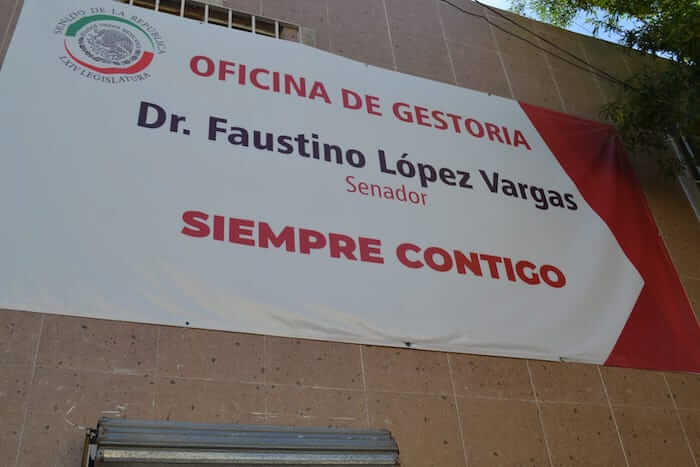 SENADO DE LA REPÚBLICA
LXIV LEGISLATURA
OFICINA DE GESTORIA
Dr. Faustino López Vargas
Senador
SIEMPRE CONTIGO